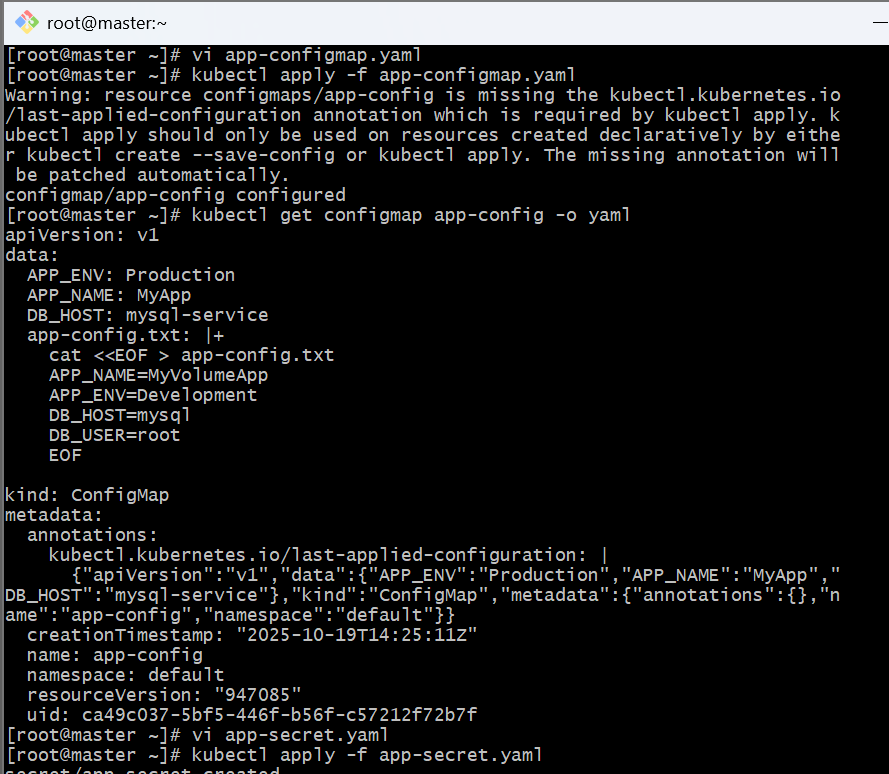 root@master:~
[root@master ~]# vi app-configmap.yaml
[root@master ~]# kubectl apply -f app-configmap.yaml
Warning: resource configmaps/app-config is missing the kubectl.kubernetes.io
/last-applied-configuration annotation which is required by kubectl apply. k
ubectl apply should only be used on resources created declaratively by eithe
r kubectl create --save-config or kubectl apply. The missing annotation will
 be patched automatically.
configmap/app-config configured
[root@master ~]# kubectl get configmap app-config -o yaml
apiVersion: v1
data:
  APP_ENV: Production
  APP_NAME: MyApp
  DB_HOST: mysql-service
  app-config.txt: |+
    cat <<EOF > app-config.txt
    APP_NAME=MyVolumeApp
    APP_ENV=Development
    DB_HOST=mysql
    DB_USER=root
    EOF

kind: ConfigMap
metadata:
  annotations:
    kubectl.kubernetes.io/last-applied-configuration: |
      {"apiVersion":"v1","data":{"APP_ENV":"Production","APP_NAME":"MyApp","
DB_HOST":"mysql-service"},"kind":"ConfigMap","metadata":{"annotations":{},"n
ame":"app-config","namespace":"default"}}
  creationTimestamp: "2025-10-19T14:25:11Z"
  name: app-config
  namespace: default
  resourceVersion: "947085"
  uid: ca49c037-5bf5-446f-b56f-c57212f72b7f
[root@master ~]# vi app-secret.yaml
[root@master ~]# kubectl apply -f app-secret.yaml
secret/app-secret created